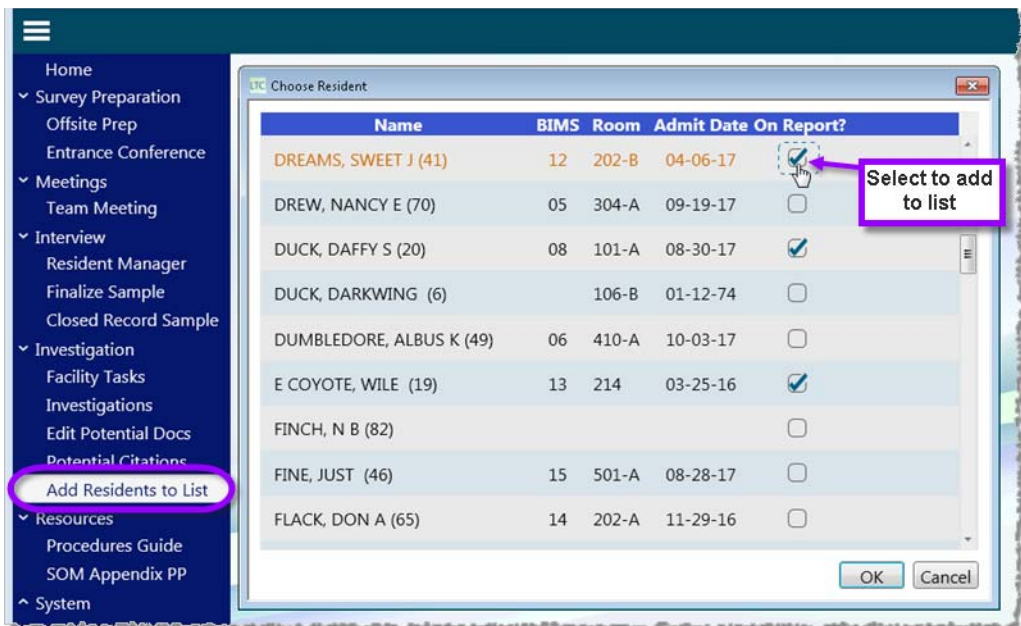 Home
Survey Preparation
Offsite Prep
Entrance Conference
Meetings
Team Meeting
Interview
Resident Manager
Finalize Sample
Closed Record Sample
Investigation
Facility Tasks
Investigations
Edit Potential Docs
Potential Citations
Add Residents to List
Resources
Procedures Guide
SOM Appendix PP
System
LTC Choose Resident
Name BIMS Room Admit Date On Report?
DREAMS, SWEET J (41) 12 202-B 04-06-17
DREW, NANCY E (70) 05 304-A 09-19-17
DUCK, DAFFY S (20) 08 101-A 08-30-17
DUCK, DARKWING (6) 106-B 01-12-74
DUMBLEDORE, ALBUS K (49) 06 410-A 10-03-17
E COYOTE, WILE (19) 13 214 03-25-16
FINCH, N B (82)
FINE, JUST (46) 15 501-A 08-28-17
FLACK, DON A (65) 14 202-A 11-29-16
OK Cancel
Select to add
to list